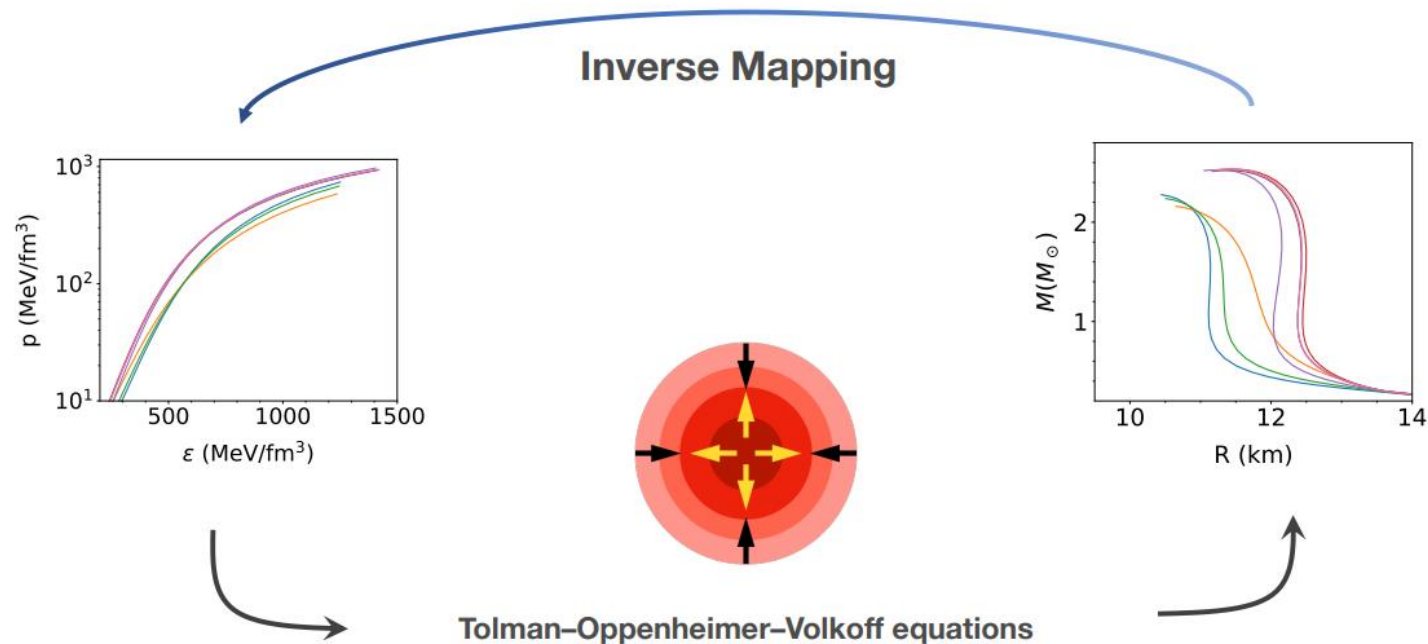 Inverse Mapping
10³
10²
10¹
p (MeV/fm³)
500
1000
1500
ε (MeV/fm³)
2
1
M(M⊙)
10
12
14
R (km)
Tolman–Oppenheimer–Volkoff equations